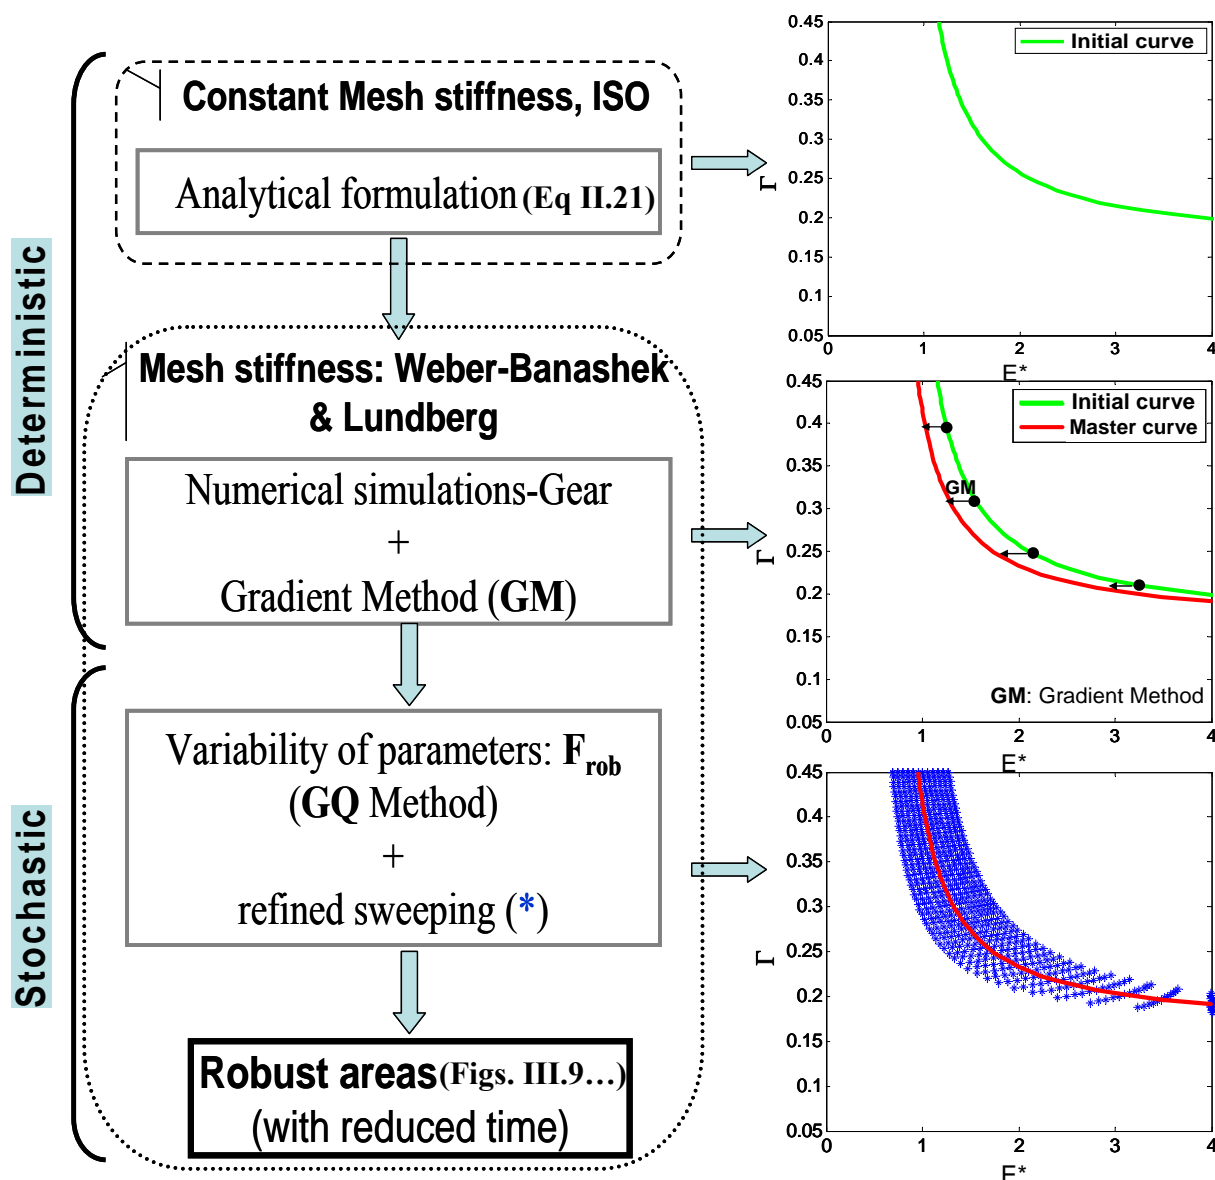 Deterministic
Constant Mesh stiffness, ISO
Analytical formulation (Eq II.21)
Mesh stiffness: Weber-Banashek
& Lundberg
Numerical simulations-Gear
+
Gradient Method (GM)
Stochastic
Variability of parameters: F_rob
(GQ Method)
+
refined sweeping (*)
Robust areas (Figs. III.9…)
(with reduced time)
Initial curve
0.45
0.4
0.35
0.3
0.25
0.2
0.15
0.1
0.05
Γ
0 1 2 3 4
E*
Initial curve
Master curve
GM
GM: Gradient Method
0.45
0.4
0.35
0.3
0.25
0.2
0.15
0.1
0.05
Γ
0 1 2 3 4
E*
0.45
0.4
0.35
0.3
0.25
0.2
0.15
0.1
0.05
Γ
0 1 2 3 4
E*